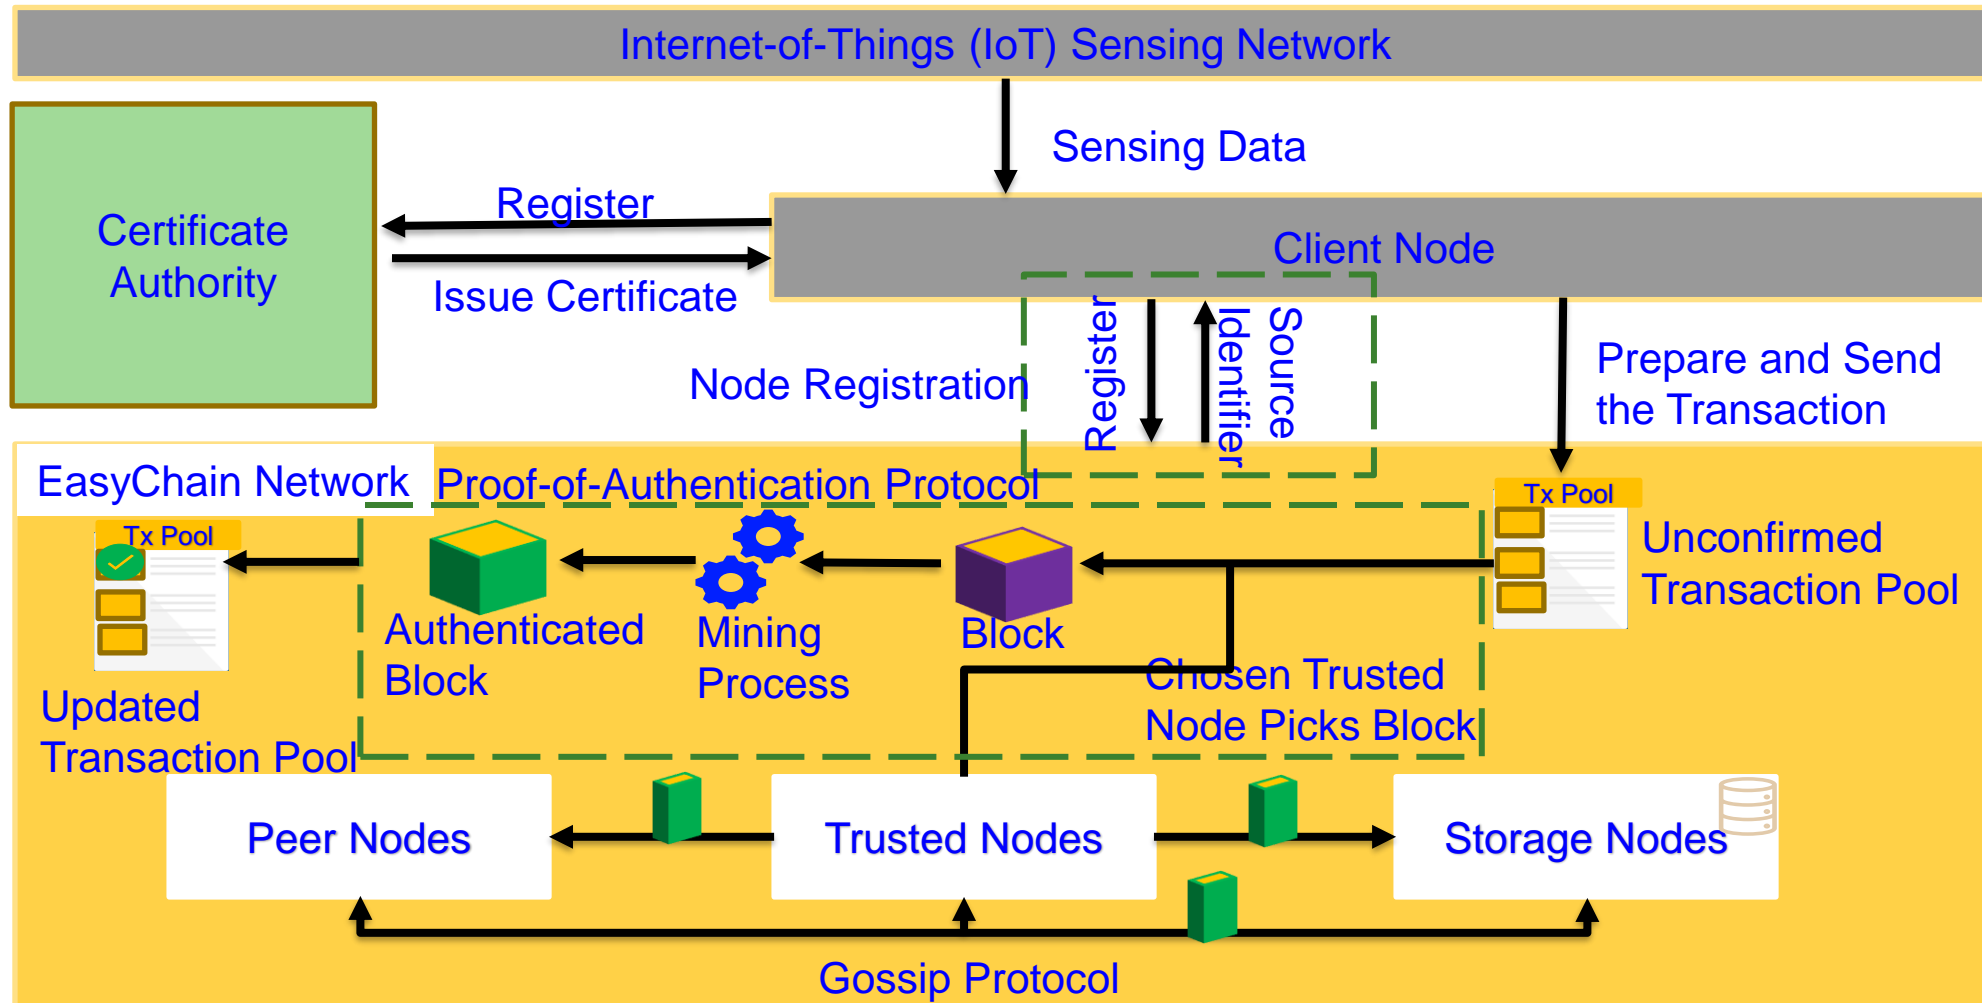 Internet-of-Things (IoT) Sensing Network
Sensing Data
Certificate
Authority
Register
Issue Certificate
Client Node
Node Registration
Register
Source
Identifier
Prepare and Send
the Transaction
EasyChain Network
Proof-of-Authentication Protocol
Tx Pool
Updated
Transaction Pool
Authenticated
Block
Mining
Process
Block
Chosen Trusted
Node Picks Block
Tx Pool
Unconfirmed
Transaction Pool
Peer Nodes
Trusted Nodes
Storage Nodes
Gossip Protocol